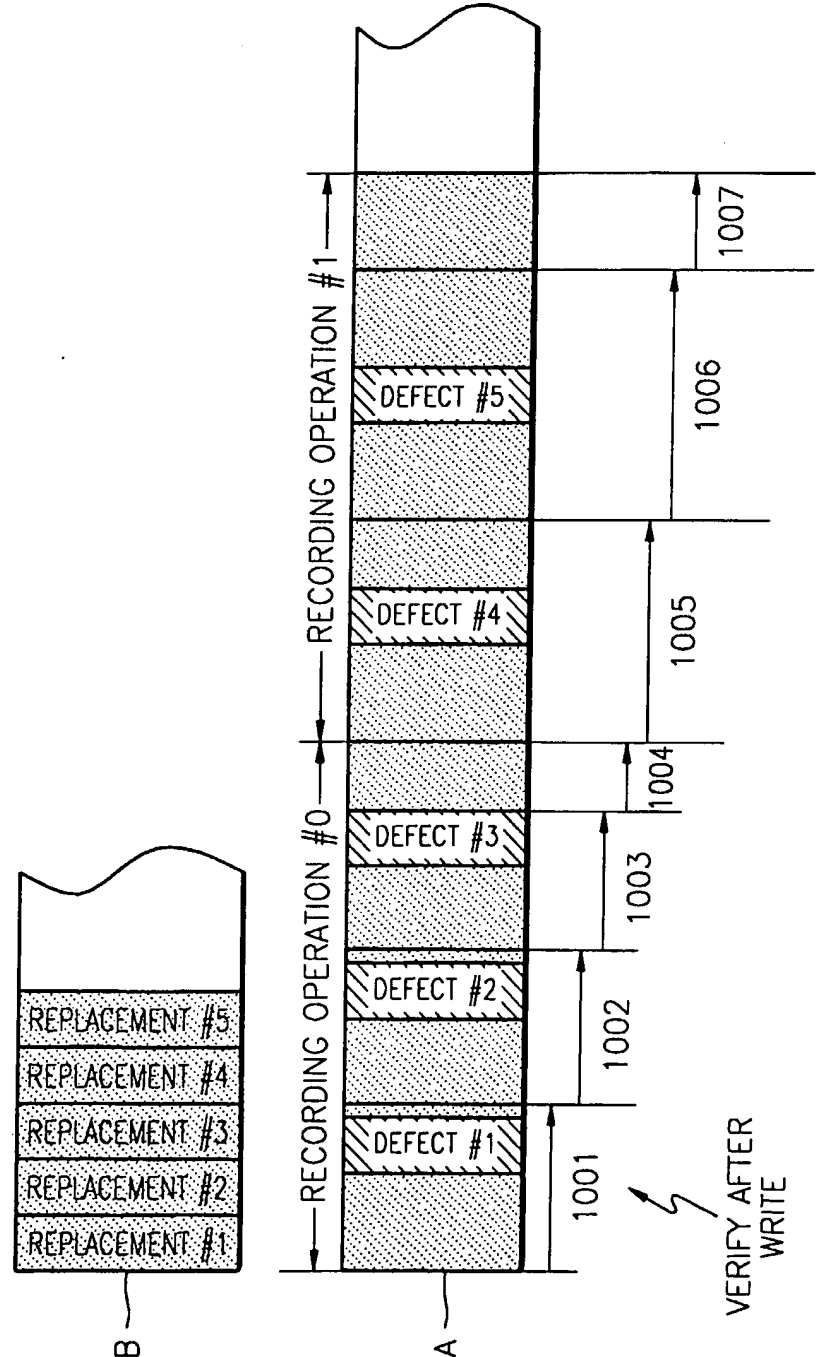 REPLACEMENT #1
REPLACEMENT #2
REPLACEMENT #3
REPLACEMENT #4
REPLACEMENT #5
B
RECORDING OPERATION #0
RECORDING OPERATION #1
DEFECT #1
DEFECT #2
DEFECT #3
DEFECT #4
DEFECT #5
A
1001
1002
1003
1004
1005
1006
1007
VERIFY AFTER
WRITE